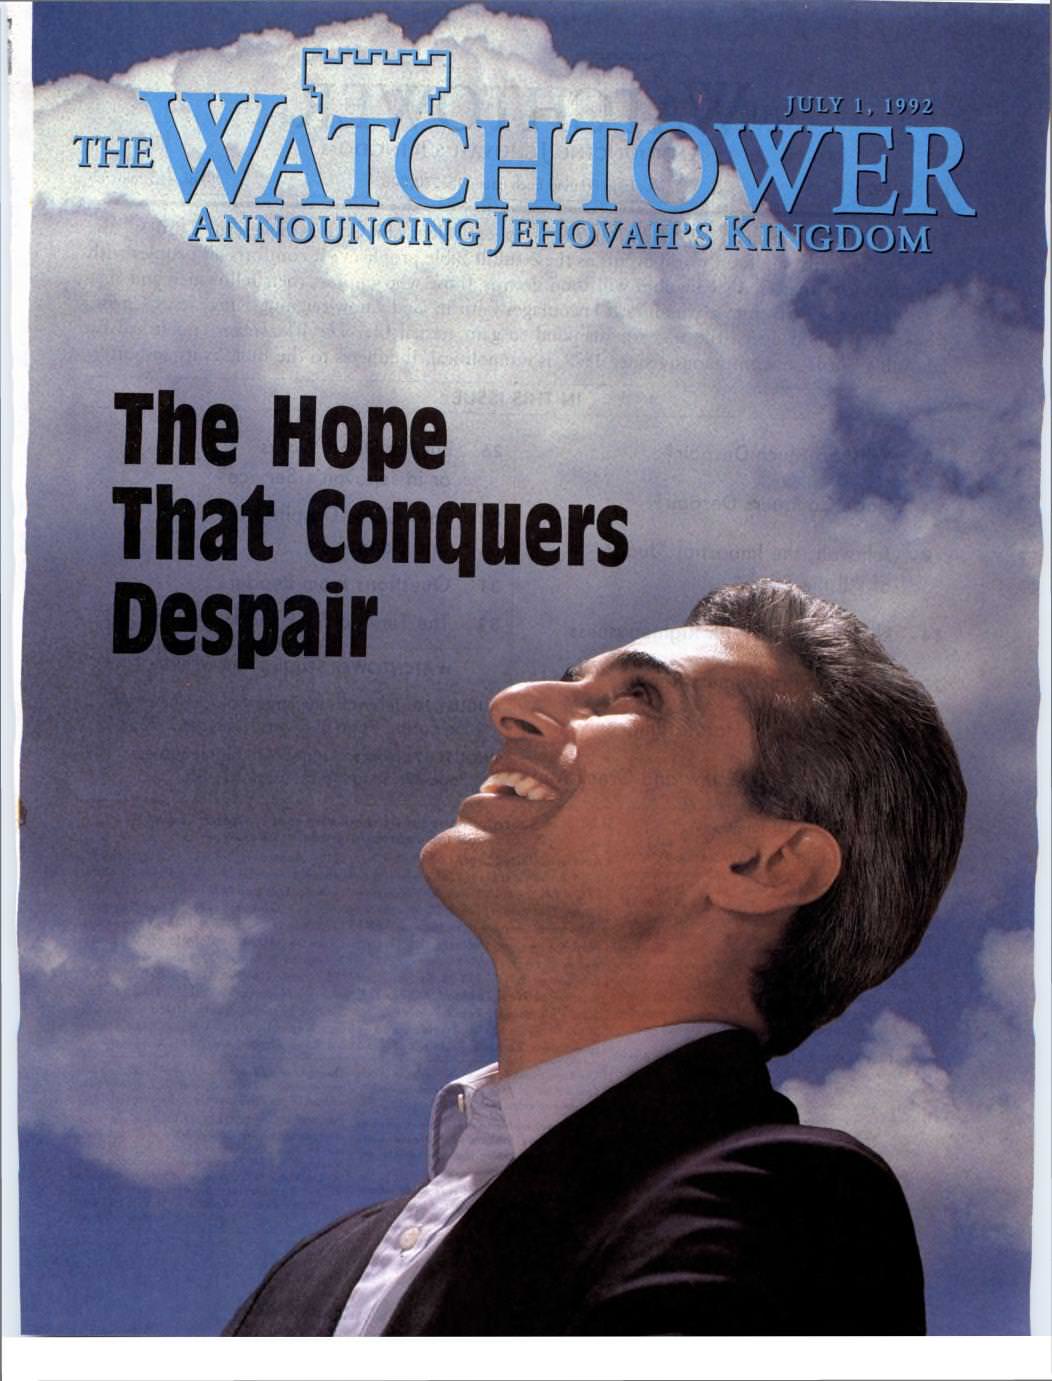 JULY 1, 1992
THE WATCHTOWER
ANNOUNCING JEHOVAH'S KINGDOM
The Hope
That Conquers
Despair